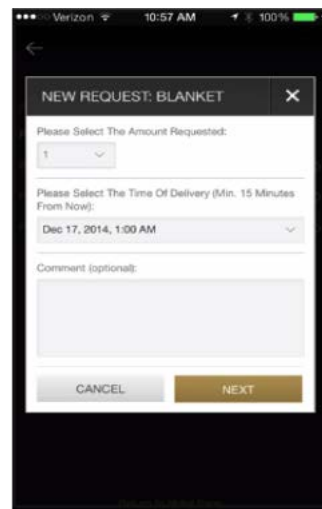 Verizon 10:57 AM 100%
NEW REQUEST: BLANKET X
Please Select The Amount Requested:
1
Please Select The Time Of Delivery (Min. 15 Minutes
From Now):
Dec 17, 2014, 1:00 AM
Comment (optional):
CANCEL NEXT